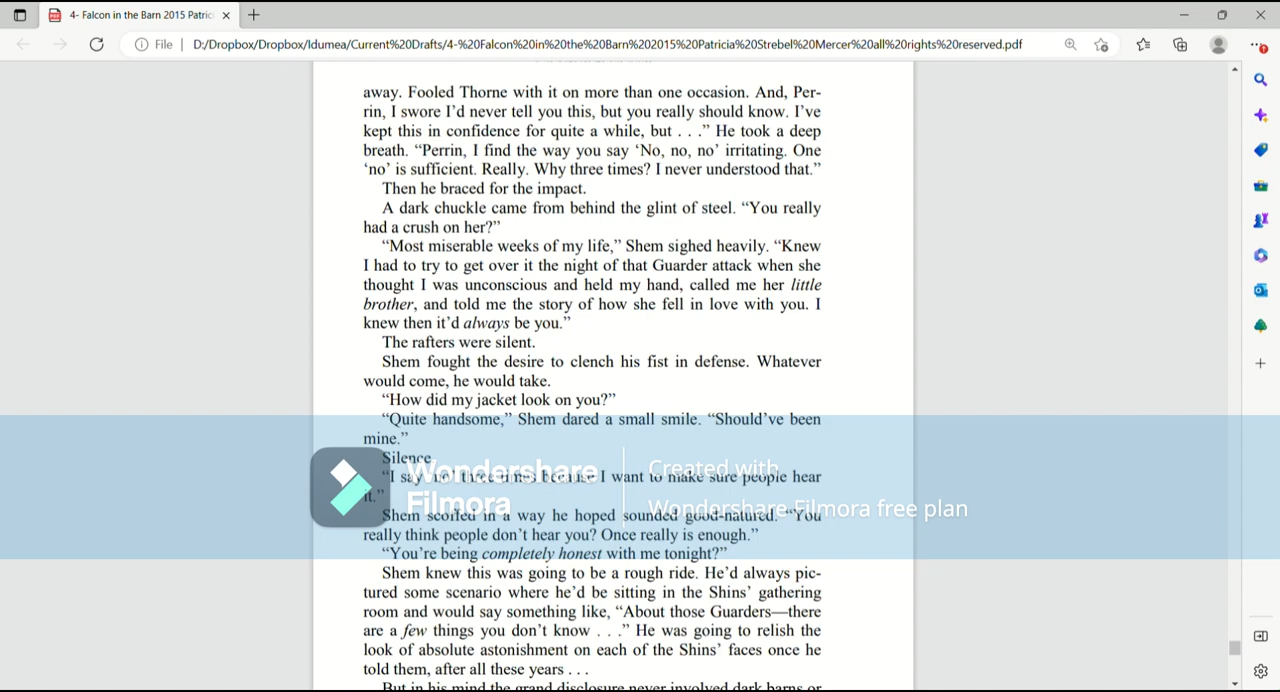 4- Falcon in the Barn 2015 Patric
File
D:/Dropbox/Dropbox/Idumea/Current%20Drafts/4-%20Falcon%20in%20the%20Barn%202015%20Patricia%20Strebel%20Mercer%20all%20rights%20reserved.pdf
away. Fooled Thorne with it on more than one occasion. And, Per-
rin, I swore I’d never tell you this, but you really should know. I’ve
kept this in confidence for quite a while, but . . .” He took a deep
breath. “Perrin, I find the way you say ‘No, no, no’ irritating. One
‘no’ is sufficient. Really. Why three times? I never understood that.”
Then he braced for the impact.
A dark chuckle came from behind the glint of steel. “You really
had a crush on her?”
“Most miserable weeks of my life,” Shem sighed heavily. “Knew
I had to try to get over it the night of that Guarder attack when she
thought I was unconscious and held my hand, called me her little
brother, and told me the story of how she fell in love with you. I
knew then it’d always be you.”
The rafters were silent.
Shem fought the desire to clench his fist in defense. Whatever
would come, he would take.
“How did my jacket look on you?”
“Quite handsome,” Shem dared a small smile. “Should’ve been
mine.”
Silence.
“I say ‘no’ three times because I want to make sure people hear
it.”
Shem scoffed in a way he hoped sounded good-natured. “You
really think people don’t hear you? Once really is enough.”
“You’re being completely honest with me tonight?”
Shem knew this was going to be a rough ride. He’d always pic-
tured some scenario where he’d be sitting in the Shins’ gathering
room and would say something like, “About those Guarders—there
are a few things you don’t know . . .” He was going to relish the
look of absolute astonishment on each of the Shins’ faces once he
told them, after all these years . . .
But in his mind the grand disclosure never involved dark barns or
Wondershare
Filmora
Created with
Wondershare Filmora free plan